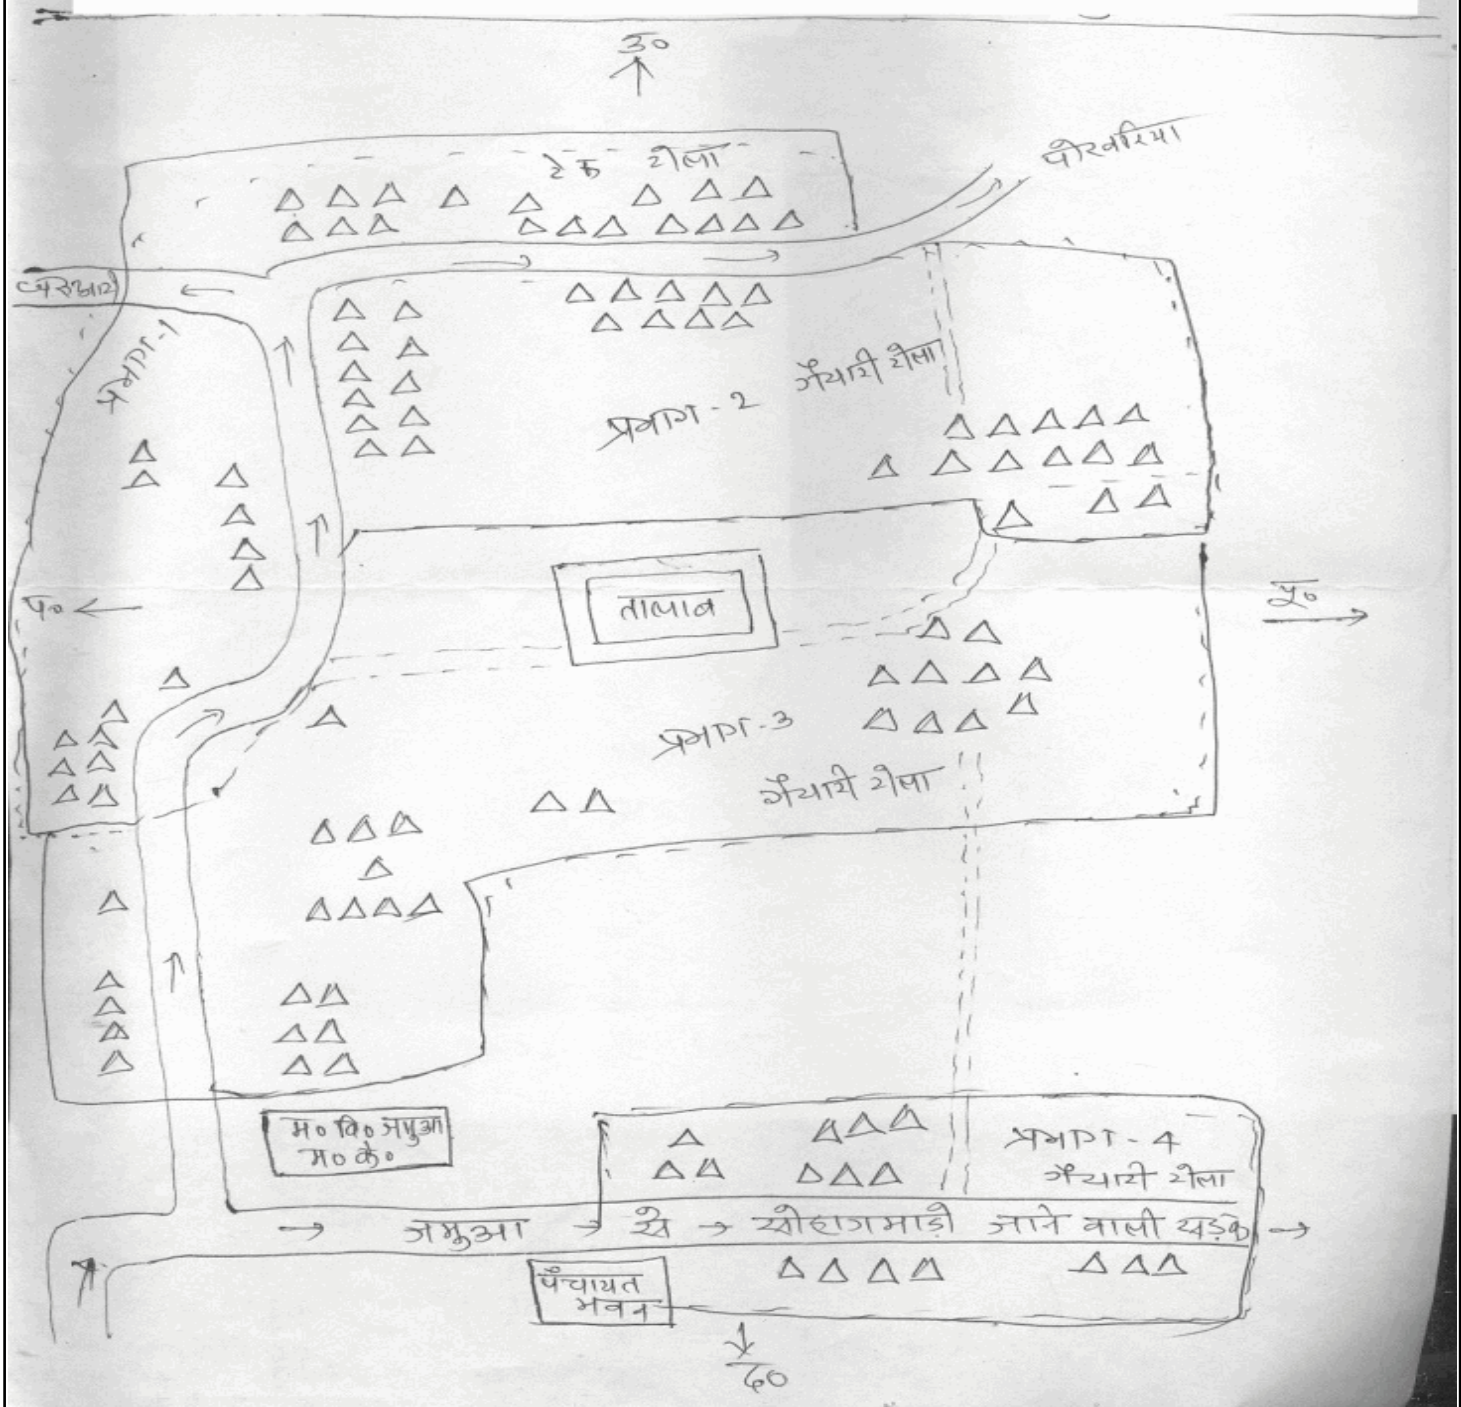 उ०
टेक टोला
पोखरिया
प्रभाग-1
प्रभाग-2
गैयारी टोला
प०
तालाब
पू०
प्रभाग-3
गैयारी टोला
म० वि० जमुआ
म० के०
प्रभाग-4
गैयारी टोला
जमुआ से सोहागमाड़ो जाने वाली सड़क
पंचायत
भवन
द०